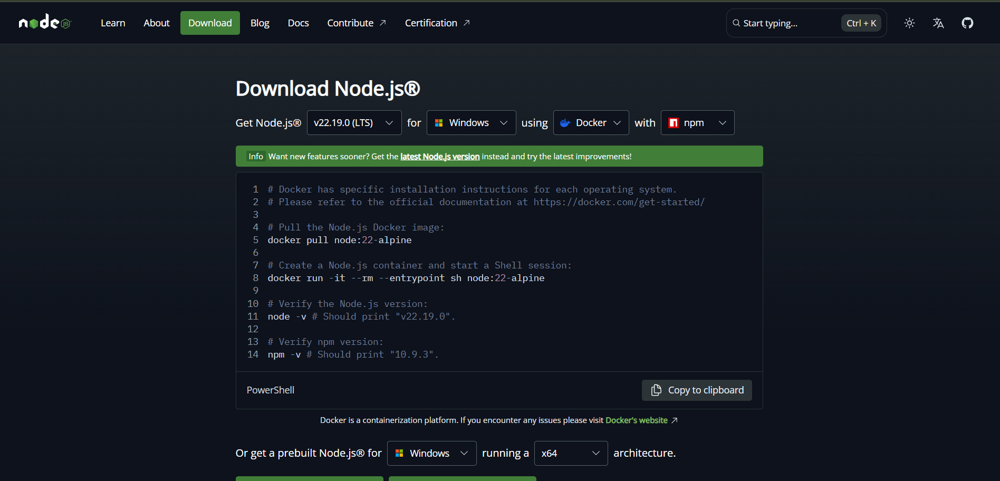 node JS
Learn About Download Blog Docs Contribute Certification Start typing... Ctrl + K
Download Node.js®
Get Node.js® v22.19.0 (LTS) for Windows using Docker with npm
Info Want new features sooner? Get the latest Node.js version instead and try the latest improvements!
1 # Docker has specific installation instructions for each operating system.
2 # Please refer to the official documentation at https://docker.com/get-started/
3
4 # Pull the Node.js Docker image:
5 docker pull node:22-alpine
6
7 # Create a Node.js container and start a Shell session:
8 docker run -it --rm --entrypoint sh node:22-alpine
9
10 # Verify the Node.js version:
11 node -v # Should print "v22.19.0".
12
13 # Verify npm version:
14 npm -v # Should print "10.9.3".
PowerShell Copy to clipboard
Docker is a containerization platform. If you encounter any issues please visit Docker's website
Or get a prebuilt Node.js® for Windows running a x64 architecture.